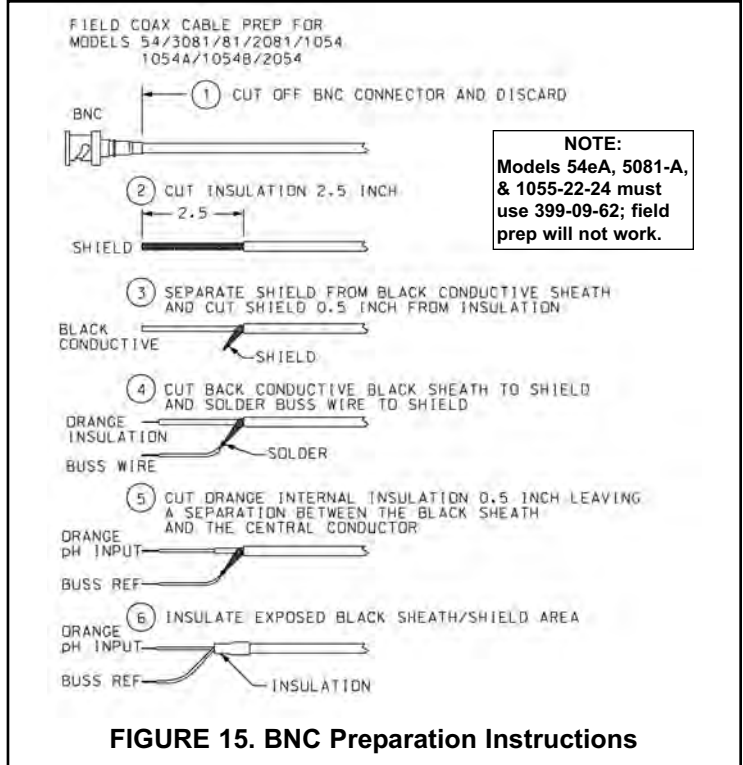 FIELD COAX CABLE PREP FOR
MODELS 54/3081/81/2081/1054
1054A/1054B/2054
1 CUT OFF BNC CONNECTOR AND DISCARD
BNC
NOTE:
Models 54eA, 5081-A,
& 1055-22-24 must
use 399-09-62; field
prep will not work.
2 CUT INSULATION 2.5 INCH
2.5
SHIELD
3 SEPARATE SHIELD FROM BLACK CONDUCTIVE SHEATH
AND CUT SHIELD 0.5 INCH FROM INSULATION
BLACK
CONDUCTIVE
SHIELD
4 CUT BACK CONDUCTIVE BLACK SHEATH TO SHIELD
AND SOLDER BUSS WIRE TO SHIELD
ORANGE
INSULATION
SOLDER
BUSS WIRE
5 CUT ORANGE INTERNAL INSULATION 0.5 INCH LEAVING
A SEPARATION BETWEEN THE BLACK SHEATH
AND THE CENTRAL CONDUCTOR
ORANGE
pH INPUT
BUSS REF
6 INSULATE EXPOSED BLACK SHEATH/SHIELD AREA
ORANGE
pH INPUT
BUSS REF
INSULATION
FIGURE 15. BNC Preparation Instructions